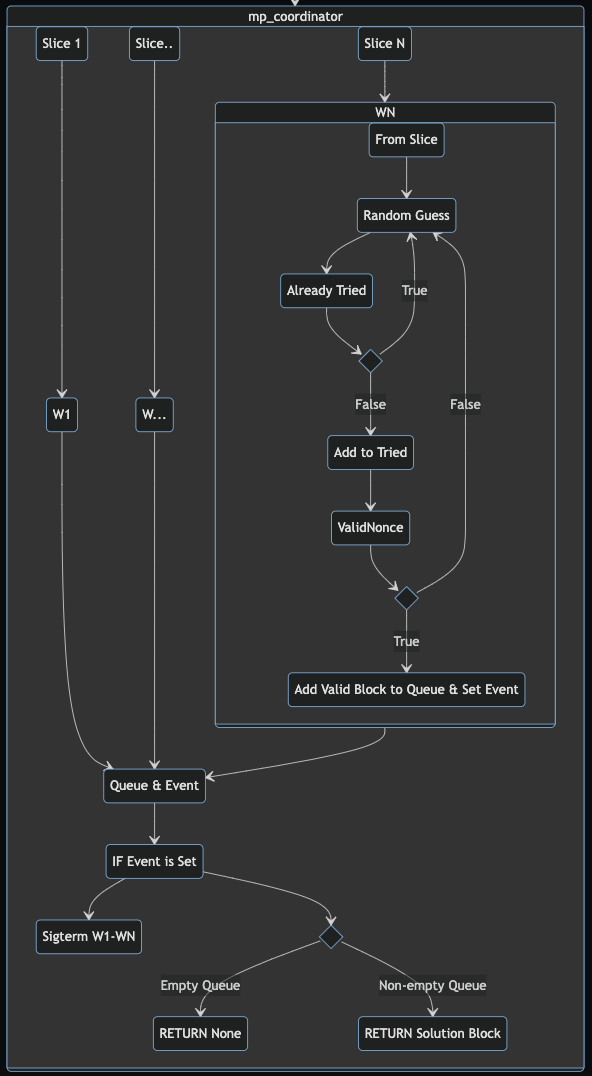 mp_coordinator
Slice 1
Slice..
Slice N
WN
From Slice
Random Guess
Already Tried
True
False
False
W1
W...
Add to Tried
ValidNonce
True
Add Valid Block to Queue & Set Event
Queue & Event
IF Event is Set
Sigterm W1-WN
Empty Queue
Non-empty Queue
RETURN None
RETURN Solution Block